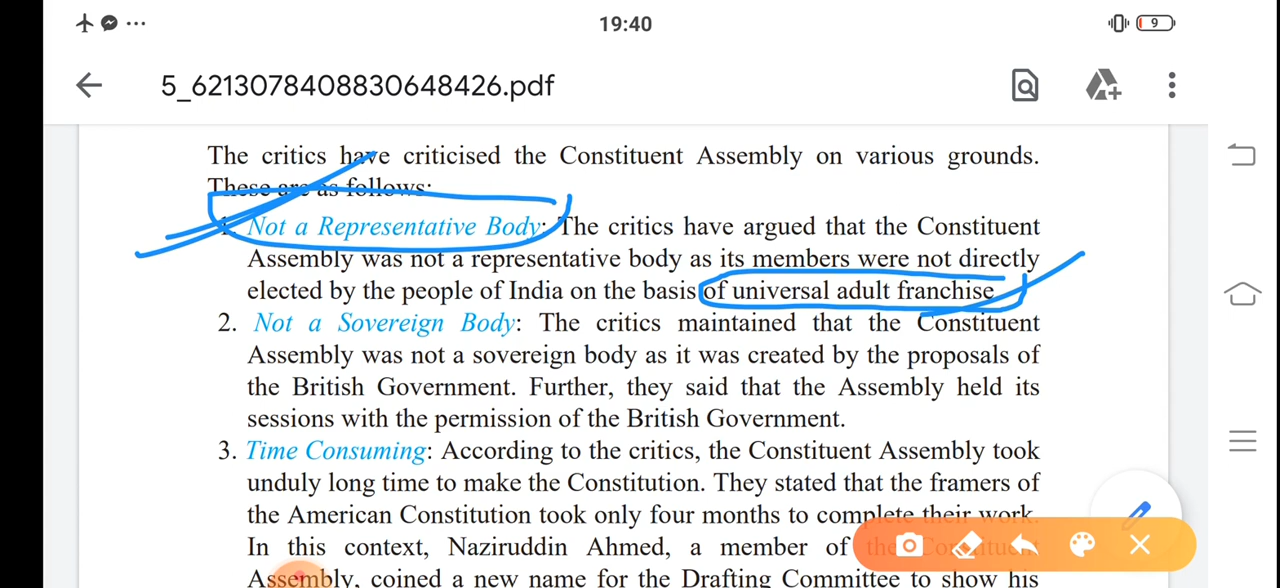 19:40
9
5_6213078408830648426.pdf
The critics have criticised the Constituent Assembly on various grounds.
These are as follows:
1. Not a Representative Body: The critics have argued that the Constituent
Assembly was not a representative body as its members were not directly
elected by the people of India on the basis of universal adult franchise
2. Not a Sovereign Body: The critics maintained that the Constituent
Assembly was not a sovereign body as it was created by the proposals of
the British Government. Further, they said that the Assembly held its
sessions with the permission of the British Government.
3. Time Consuming: According to the critics, the Constituent Assembly took
unduly long time to make the Constitution. They stated that the framers of
the American Constitution took only four months to complete their work.
In this context, Naziruddin Ahmed, a member of the Constituent
Assembly, coined a new name for the Drafting Committee to show his